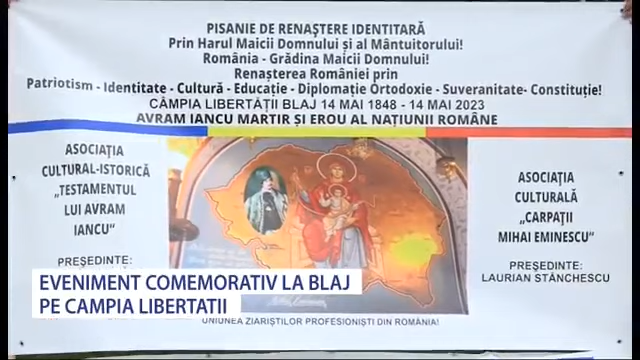 PISANIE DE RENAŞTERE IDENTITARĂ
Prin Harul Maicii Domnului și al Mântuitorului!
România - Grădina Maicii Domnului!
Renașterea României prin
Patriotism - Identitate - Cultură - Educație - Diplomație Ortodoxie - Suveranitate- Constituție!
CÂMPIA LIBERTĂȚII BLAJ 14 MAI 1848 - 14 MAI 2023
AVRAM IANCU MARTIR ȘI EROU AL NAȚIUNII ROMÂNE
ASOCIAȚIA
CULTURAL-ISTORICĂ
„TESTAMENTUL
LUI AVRAM
IANCU”
PREȘEDINTE:
ASOCIAȚIA
CULTURALĂ
„CARPAȚII
MIHAI EMINESCU”
PREȘEDINTE:
LAURIAN STĂNCHESCU
EVENIMENT COMEMORATIV LA BLAJ
PE CAMPIA LIBERTATII
UNIUNEA ZIARIȘTILOR PROFESIONIȘTI DIN ROMÂNIA!